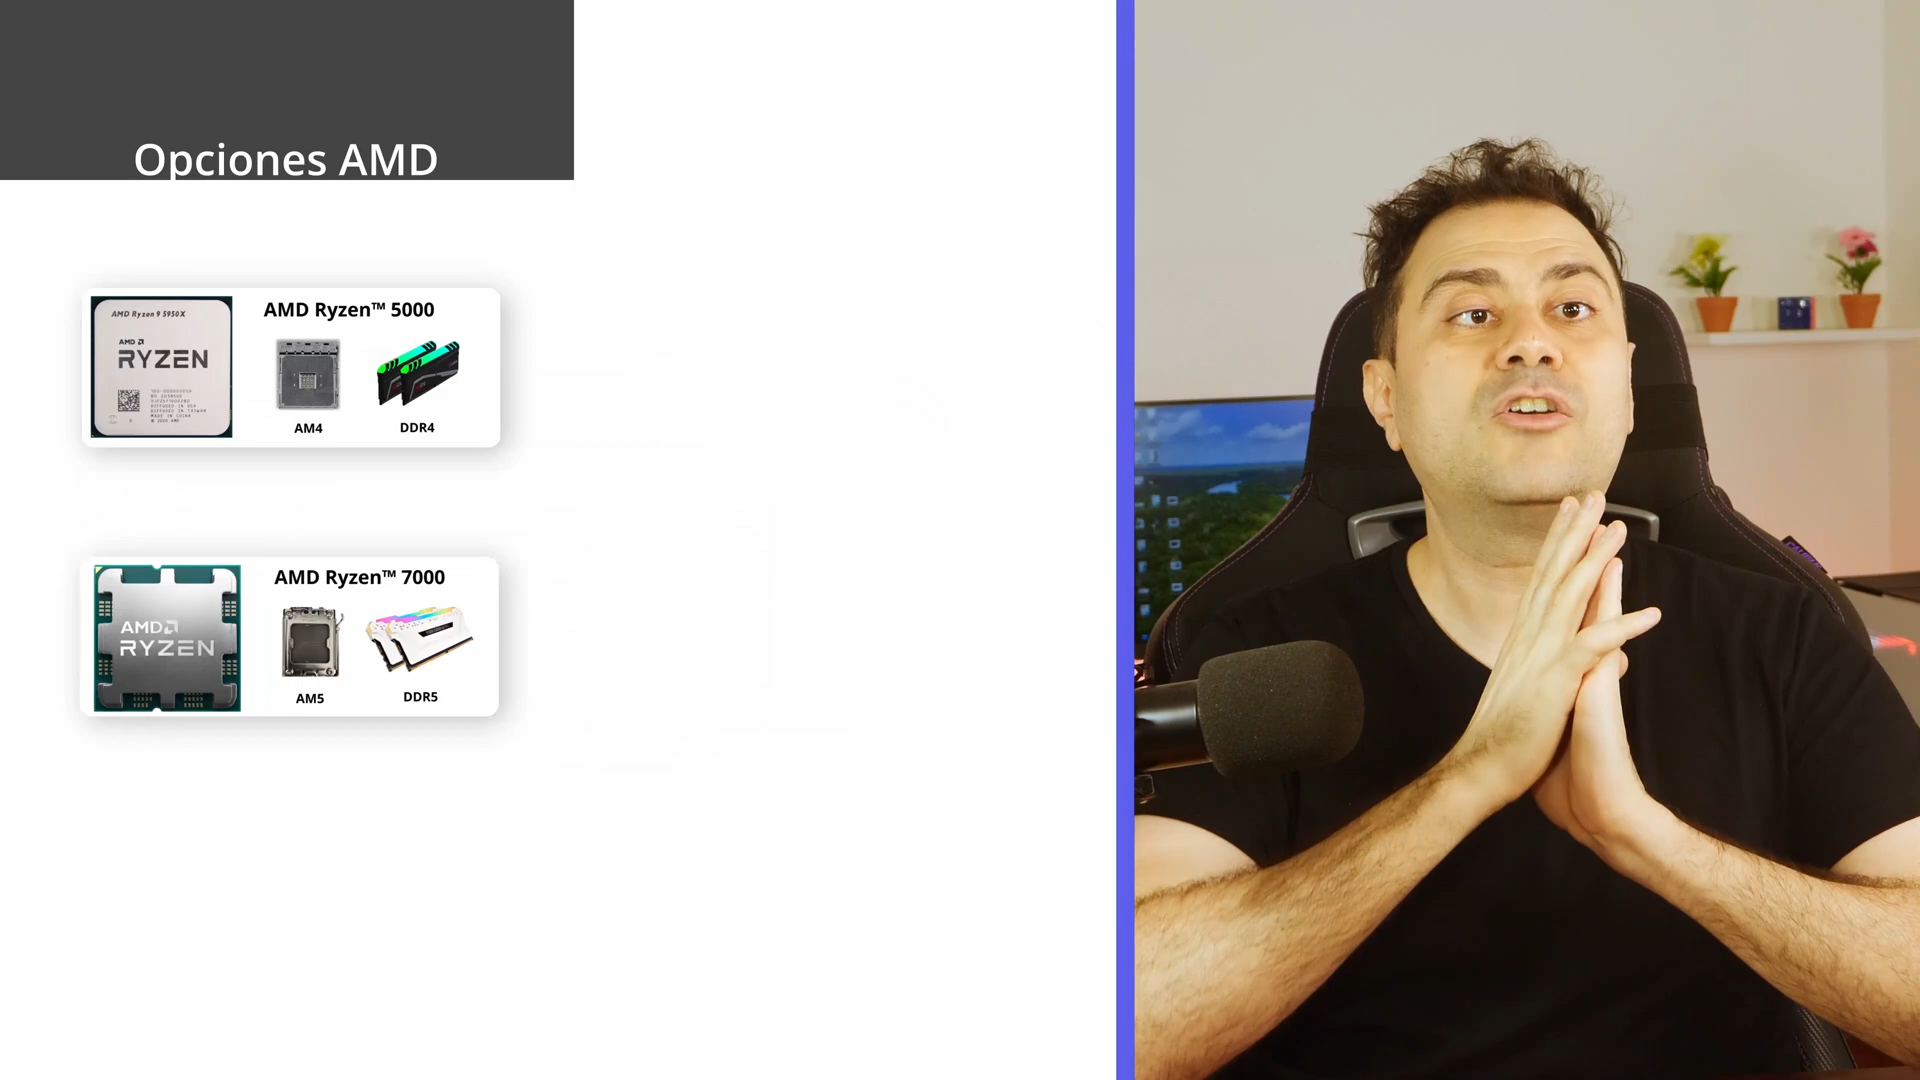 Opciones AMD
AMD Ryzen™ 5000
AMD Ryzen 9 5950X
AMD
RYZEN
AM4
DDR4
AMD Ryzen™ 7000
AMD
RYZEN
AM5
DDR5